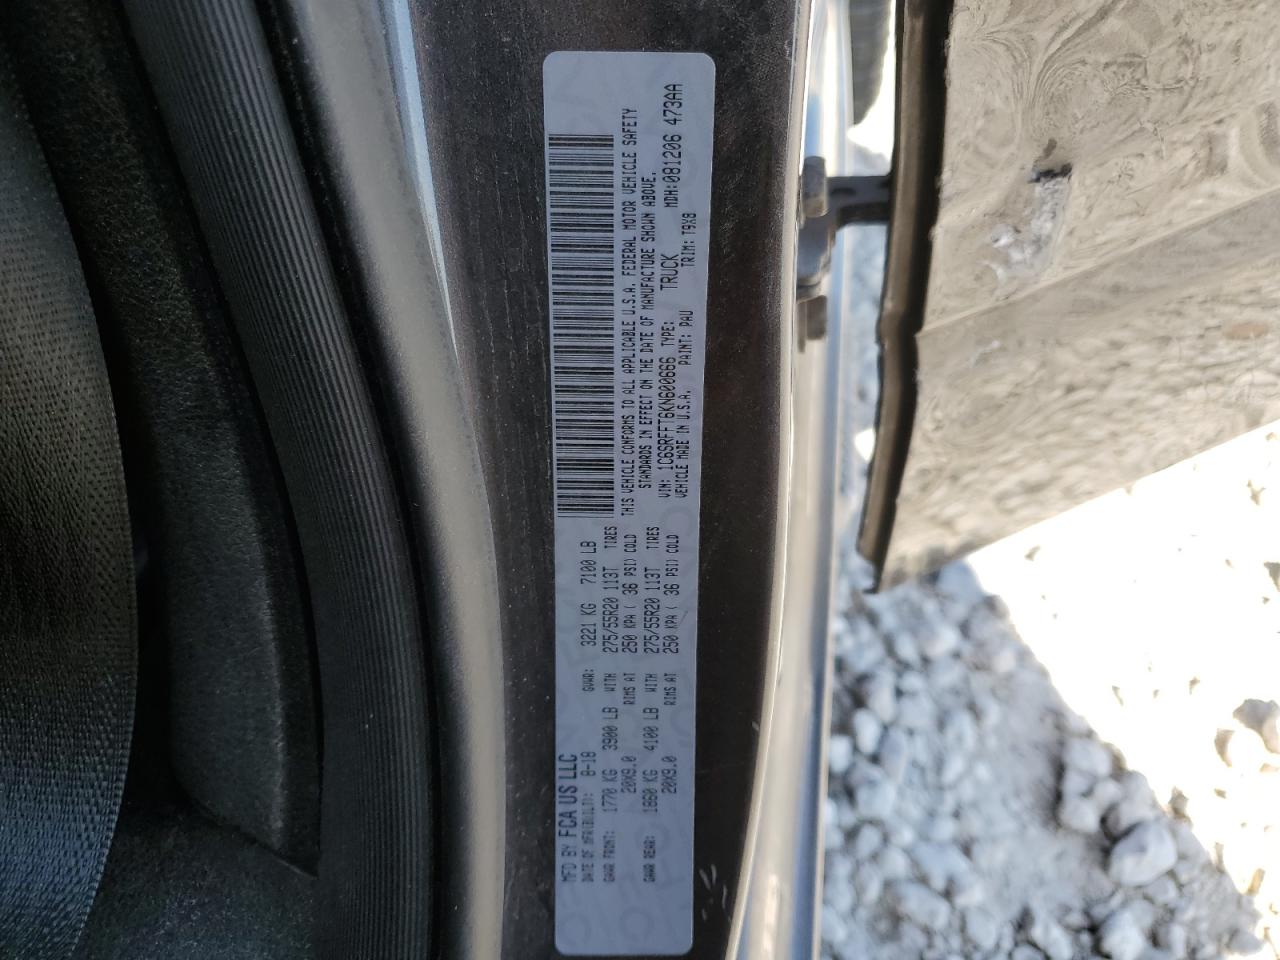 MFD BY FCA US LLC
DATE OF MFR(BUILT): 8-18 GVWR: 3221 KG 7100 LB
GAWR FRONT: 1770 KG 3900 LB WITH 275/55R20 113T TIRES
20X9.0 RIMS AT 250 KPA ( 36 PSI) COLD
GAWR REAR: 1860 KG 4100 LB WITH 275/55R20 113T TIRES
20X9.0 RIMS AT 250 KPA ( 36 PSI) COLD
THIS VEHICLE CONFORMS TO ALL APPLICABLE U.S.A. FEDERAL MOTOR VEHICLE SAFETY
STANDARDS IN EFFECT ON THE DATE OF MANUFACTURE SHOWN ABOVE.
VIN: 1C6SRFFT6KN600666 TYPE: TRUCK MDH:081206 473AA
VEHICLE MADE IN U.S.A. PAINT: PAU TRIM: T9X8